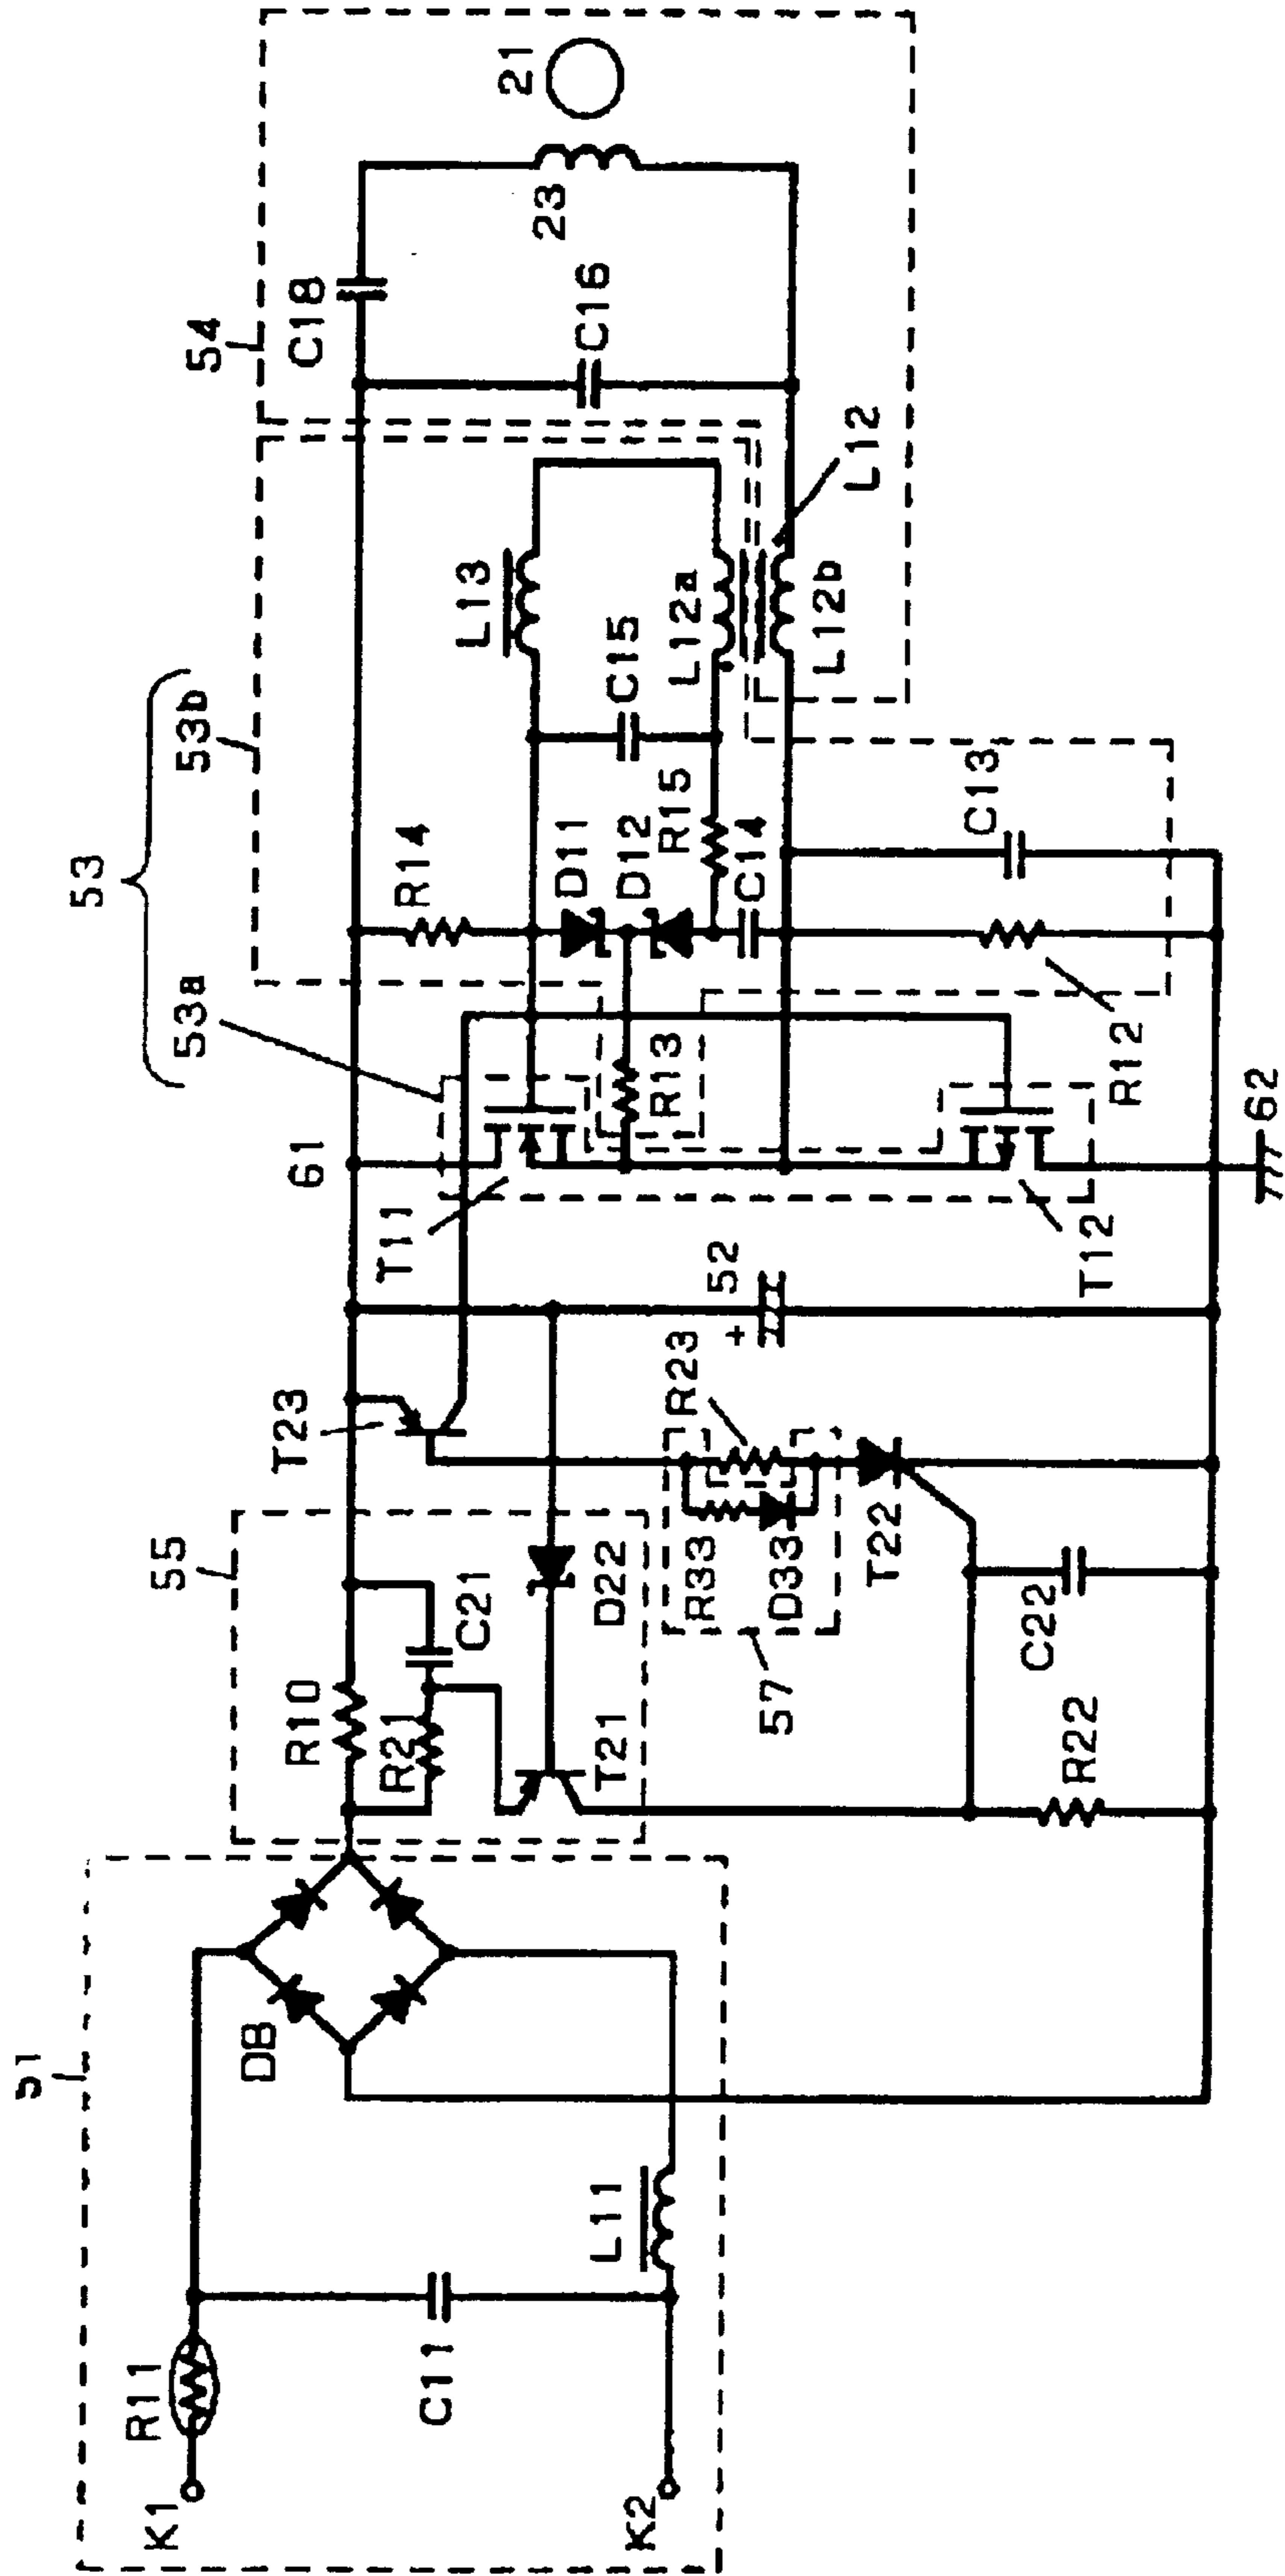 53
53a
53b
54
55
51
61
R14
C18
21
23
C16
L13
C15
L12a
L12b
L12
D11
D12
R15
C14
C13
R13
R12
T11
T12
62
T23
52
+
R23
R33
D33
T22
57
C22
R22
R10
C21
R21
D22
T21
DB
L11
C11
R11
K1
K2